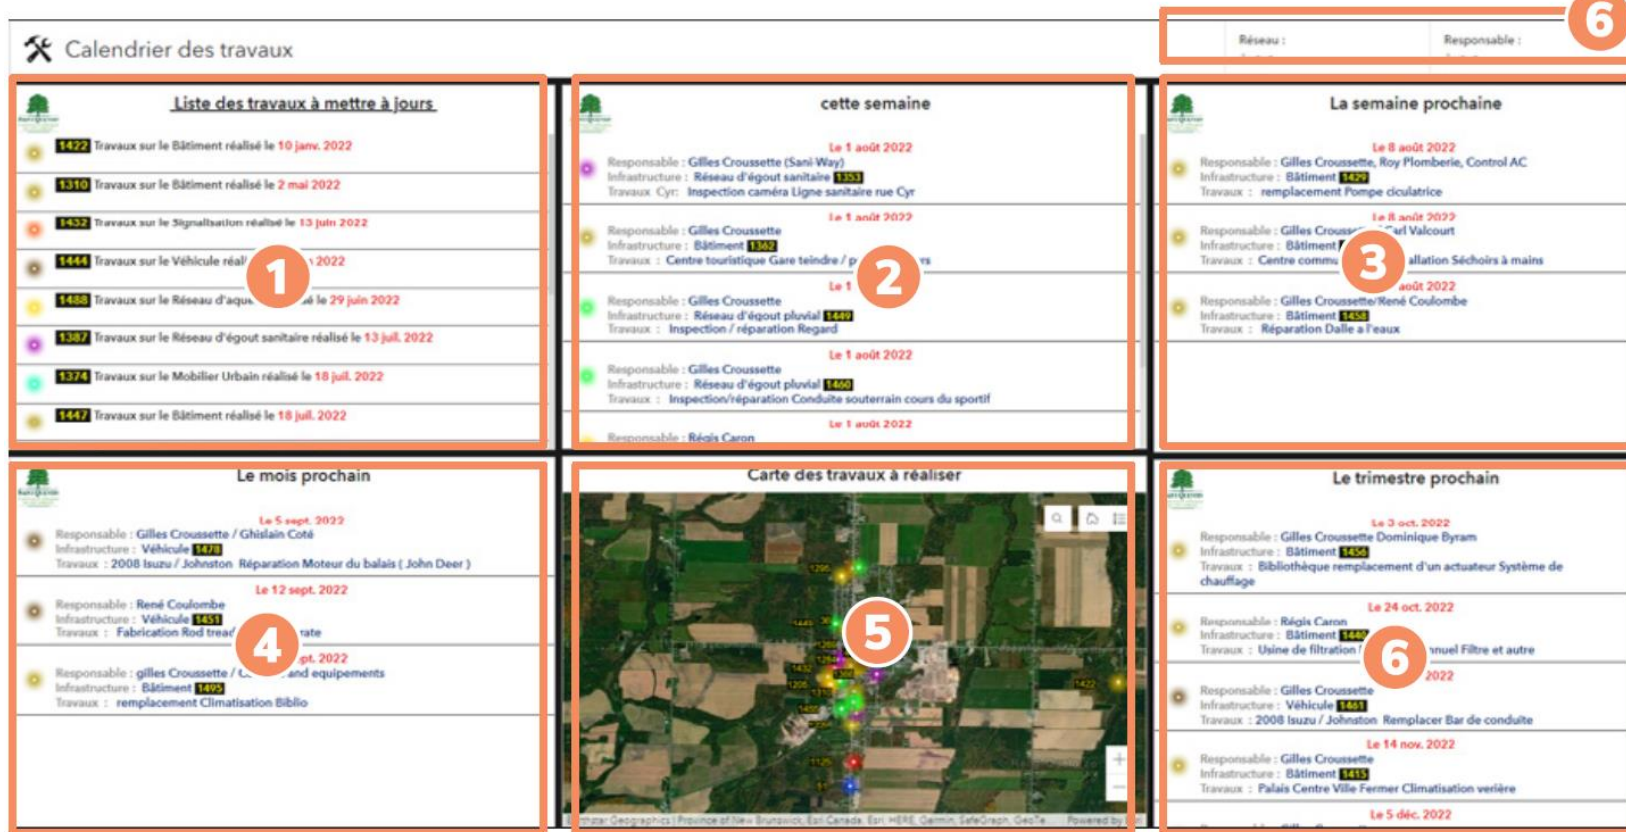 6
Calendrier des travaux
Réseau :
Responsable :
Liste des travaux à mettre à jours
1422 Travaux sur le Bâtiment réalisé le 10 janv. 2022
1310 Travaux sur le Bâtiment réalisé le 2 mai 2022
1432 Travaux sur le Signalisation réalisé le 13 juin 2022
1444 Travaux sur le Véhicule 2022
1488 Travaux sur le Réseau le 29 juin 2022
1387 Travaux sur le Réseau d'égout sanitaire réalisé le 13 juil. 2022
1374 Travaux sur le Mobilier Urbain réalisé le 18 juil. 2022
1447 Travaux sur le Bâtiment réalisé le 18 juil. 2022
1
cette semaine
Le 1 août 2022
Responsable : Gilles Croussette (Sani-Way)
Infrastructure : Réseau d'égout sanitaire 1353
Travaux Cyr: Inspection caméra Ligne sanitaire rue Cyr
Le 1 août 2022
Responsable : Gilles Croussette
Infrastructure : Bâtiment 1362
Travaux : Centre touristique Gare teindre /
Le 1
Responsable : Gilles Croussette
Infrastructure : Réseau d'égout pluvial 1449
Travaux : Inspection / réparation Regard
Le 1 août 2022
Responsable : Gilles Croussette
Infrastructure : Réseau d'égout pluvial 1460
Travaux : Inspection/réparation Conduite souterrain cours du sportif
Le 1 août 2022
Responsable : Régis Caron
2
La semaine prochaine
Le 8 août 2022
Responsable : Gilles Croussette, Roy Plomberie, Control AC
Infrastructure : Bâtiment 1429
Travaux : remplacement Pompe ciculatrice
Le 8 août 2022
Responsable : Gilles Valcourt
Infrastructure : Bâtiment
Travaux : Centre Séchoirs à mains
août 2022
Responsable : Gilles Croussette/René Coulombe
Infrastructure : Bâtiment 1458
Travaux : Réparation Dalle a l'eaux
3
Le mois prochain
Le 5 sept. 2022
Responsable : Gilles Croussette / Ghislain Coté
Infrastructure : Véhicule 1478
Travaux : 2008 Isuzu / Johnston Réparation Moteur du balais ( John Deer )
Le 12 sept. 2022
Responsable : René Coulombe
Infrastructure : Véhicule 1451
Travaux : Fabrication Rod
2022
Responsable : gilles Croussette / and equipements
Infrastructure : Bâtiment 1495
Travaux : remplacement Climatisation Biblio
4
Carte des travaux à réaliser
1295
1432
1422
1125
51
5
Powered by
Le trimestre prochain
Le 3 oct. 2022
Responsable : Gilles Croussette Dominique Byram
Infrastructure : Bâtiment 1456
Travaux : Bibliothèque remplacement d'un actuateur Système de
chauffage
Le 24 oct. 2022
Responsable : Régis Caron
Infrastructure : Bâtiment 1440
Travaux : Usine de filtration Filtre et autre
2022
Responsable : Gilles Croussette
Infrastructure : Véhicule 1461
Travaux : 2008 Isuzu / Johnston Remplacer Bar de conduite
Le 14 nov. 2022
Responsable : Gilles Croussette
Infrastructure : Bâtiment 1415
Travaux : Palais Centre Ville Fermer Climatisation verière
Le 5 déc. 2022
6